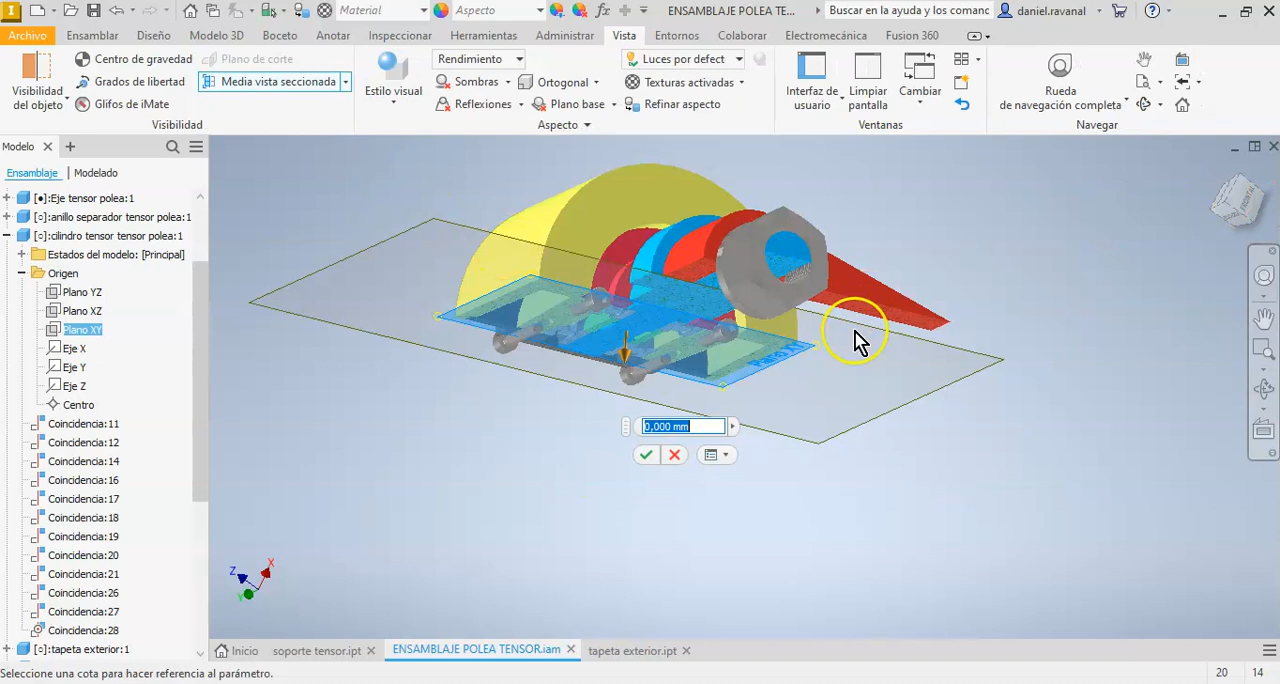 Material
Aspecto
ENSAMBLAJE POLEA TE...
Buscar en la ayuda y los comanc
daniel.ravanal
Archivo
Ensamblar
Diseño
Modelo 3D
Boceto
Anotar
Inspeccionar
Herramientas
Administrar
Vista
Entornos
Colaborar
Electromecánica
Fusion 360
Visibilidad
del objeto
Centro de gravedad
Grados de libertad
Glifos de iMate
Plano de corte
Media vista seccionada
Visibilidad
Estilo visual
Rendimiento
Sombras
Reflexiones
Ortogonal
Plano base
Luces por defect
Texturas activadas
Refinar aspecto
Aspecto
Interfaz de
usuario
Limpiar
pantalla
Cambiar
Ventanas
Rueda
de navegación completa
Navegar
Modelo
Ensamblaje
Modelado
[●]:Eje tensor polea:1
[○]:anillo separador tensor polea:1
[○]:cilindro tensor tensor polea:1
Estados del modelo: [Principal]
Origen
Plano YZ
Plano XZ
Plano XY
Eje X
Eje Y
Eje Z
Centro
Coincidencia:11
Coincidencia:12
Coincidencia:14
Coincidencia:16
Coincidencia:17
Coincidencia:18
Coincidencia:19
Coincidencia:20
Coincidencia:21
Coincidencia:26
Coincidencia:27
Coincidencia:28
[○]:tapeta exterior:1
FRONTAL
Plano XY
0,000 mm
Z
X
Y
Inicio
soporte tensor.ipt
ENSAMBLAJE POLEA TENSOR.iam
tapeta exterior.ipt
Seleccione una cota para hacer referencia al parámetro.
20
14